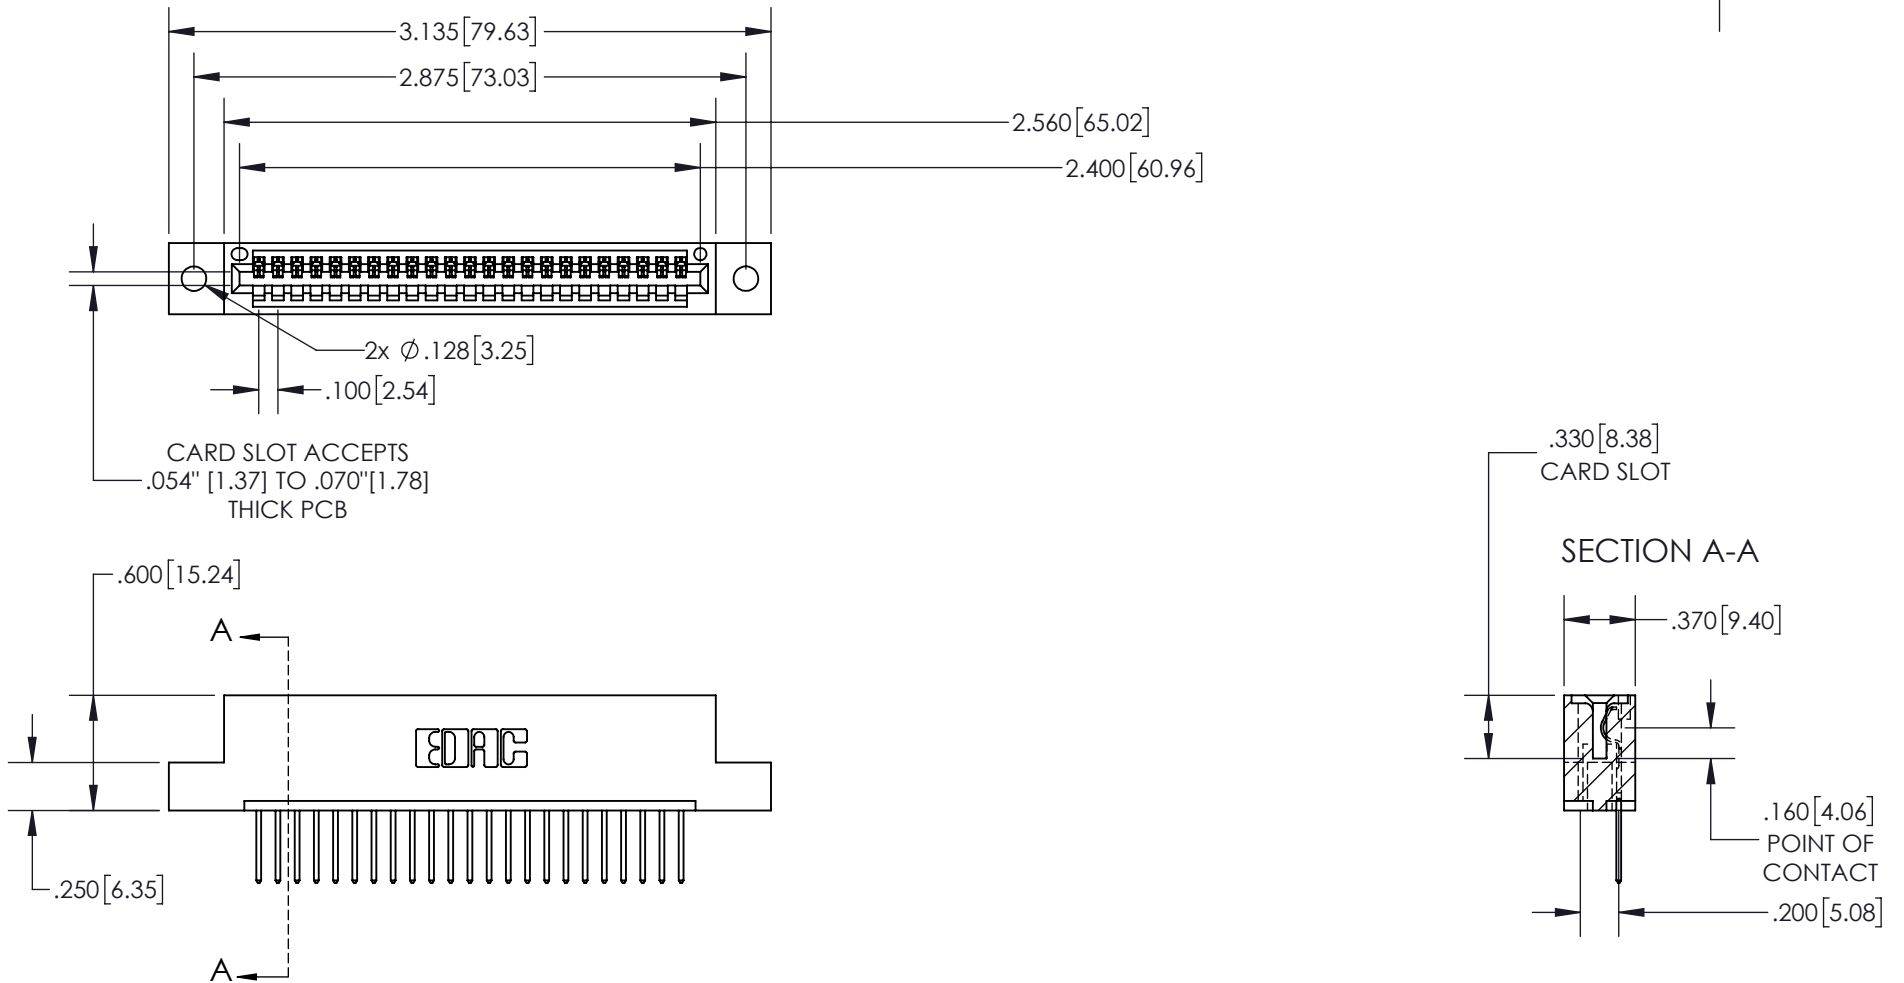 3.135[79.63]
2.875[73.03]
2.560[65.02]
2.400[60.96]
2x Ø.128[3.25]
.100[2.54]
CARD SLOT ACCEPTS
.054" [1.37] TO .070"[1.78]
THICK PCB
.330[8.38]
CARD SLOT
SECTION A-A
.600[15.24]
.370[9.40]
A
EDAC
.160[4.06]
POINT OF
CONTACT
.250[6.35]
.200[5.08]
A